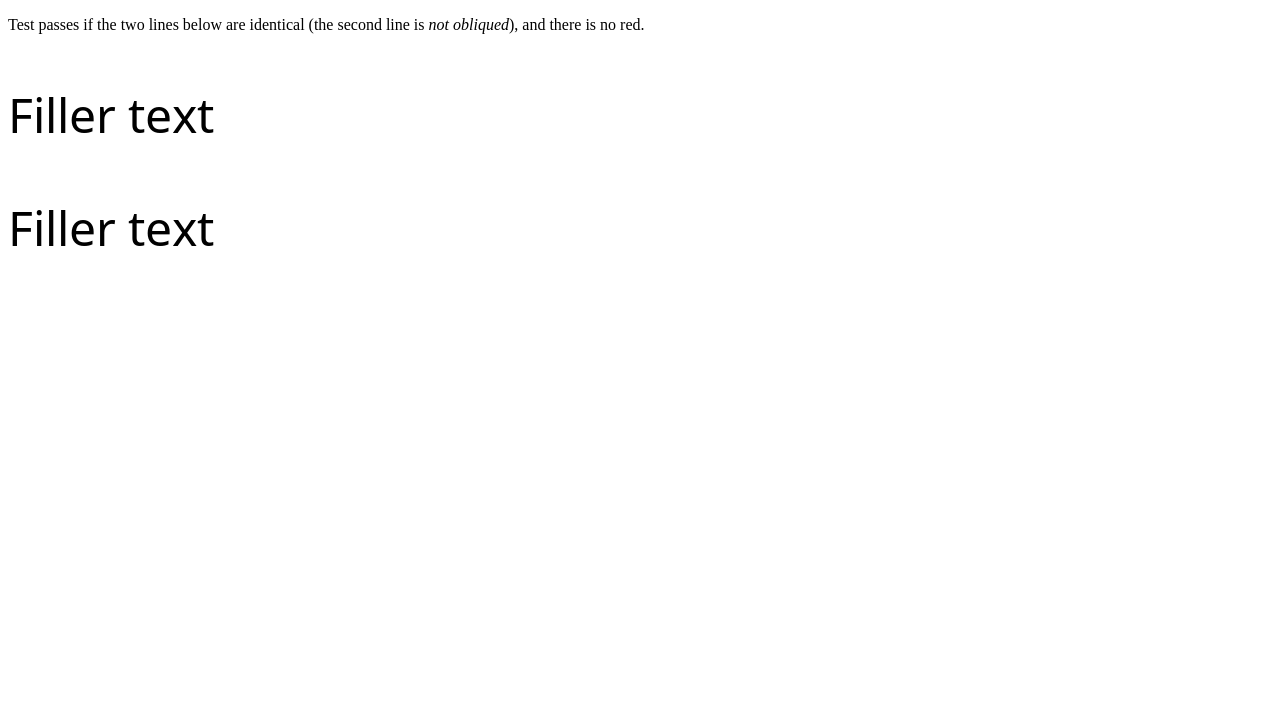 Test passes if the two lines below are identical (the second line is not obliqued), and there is no red.
Filler text
Filler text